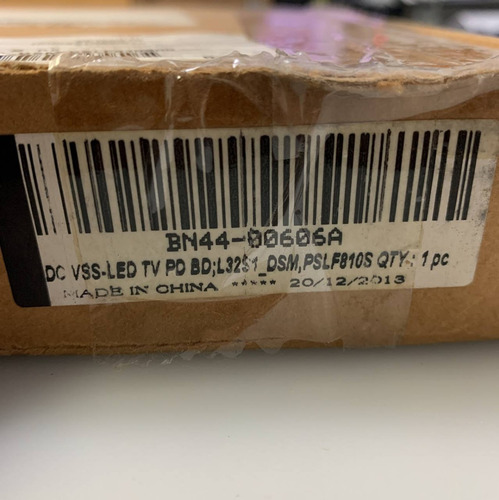 BN44-00606A
DC VSS-LED TV PD BD;L32S1_DSM,PSLF810S QTY.: 1 pc
MADE IN CHINA ***** 20/12/2013